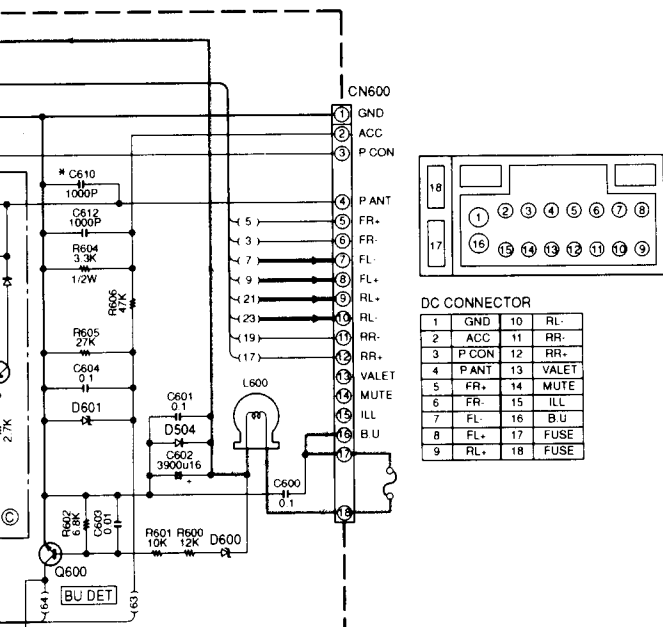 CN600
1 GND
2 ACC
3 P CON
4 P.ANT
5 FR+
6 FR-
7 FL-
8 FL+
9 RL+
10 RL-
11 RR-
12 RR+
13 VALET
14 MUTE
15 ILL
16 B.U
17
18
* C610
1000P
C612
1000P
R604
3.3K
1/2W
R606
47K
R605
27K
C604
0.1
D601
2.7K
C
( 5 )
( 3 )
( 7 )
( 9 )
(21)
(23)
(19)
(17)
L600
C601
0.1
D504
C602
3900u16
+
C600
0.1
R602
6.8K
C603
0.01
R601
10K
R600
12K
D600
Q600
BU DET
(64)
(63)
18
17
1 2 3 4 5 6 7 8
16 15 14 13 12 11 10 9
DC CONNECTOR
1 GND 10 RL-
2 ACC 11 RR-
3 P CON 12 RR+
4 P.ANT 13 VALET
5 FR+ 14 MUTE
6 FR- 15 ILL
7 FL- 16 B.U
8 FL+ 17 FUSE
9 RL+ 18 FUSE